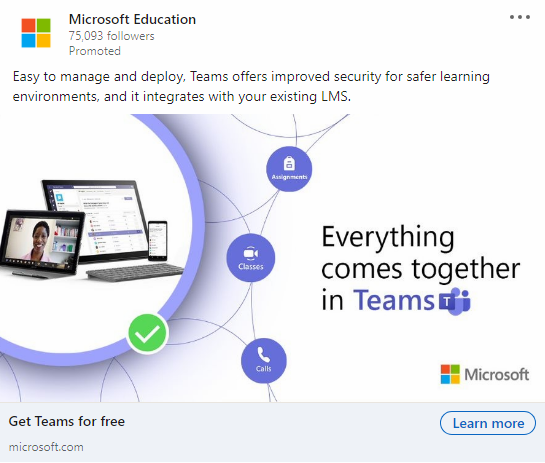 Microsoft Education
75,093 followers
Promoted
Easy to manage and deploy, Teams offers improved security for safer learning
environments, and it integrates with your existing LMS.
Assignments
Classes
Calls
Everything
comes together
in Teams
T
Microsoft
Get Teams for free
Learn more
microsoft.com